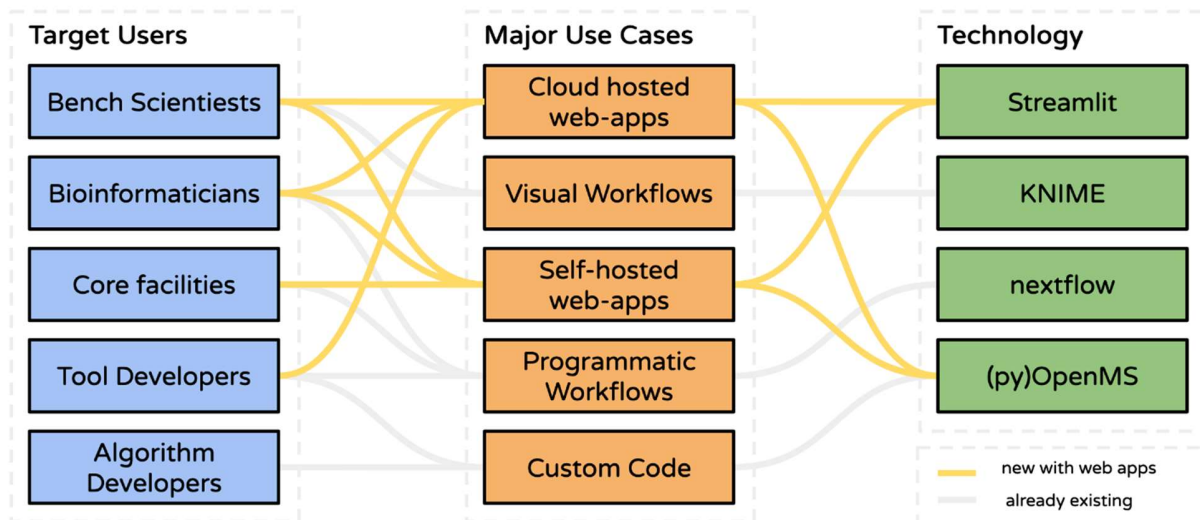 Target Users
Bench Scientiests
Bioinformaticians
Core facilities
Tool Developers
Algorithm
Developers
Major Use Cases
Cloud hosted
web-apps
Visual Workflows
Self-hosted
web-apps
Programmatic
Workflows
Custom Code
Technology
Streamlit
KNIME
nextflow
(py)OpenMS
new with web apps
already existing